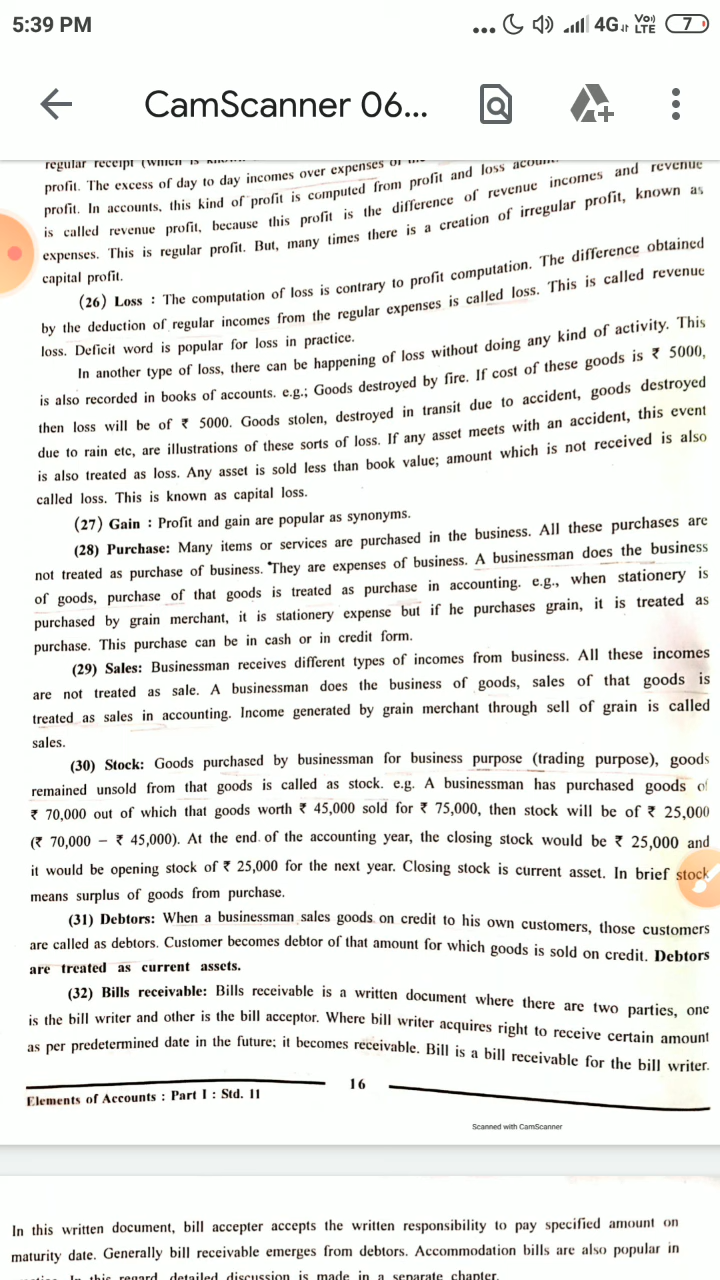 5:39 PM
4G Vo)) LTE 7
CamScanner 06...
regular receipt (which is
profit. The excess of day to day incomes over expenses of
profit. In accounts, this kind of profit is computed from profit and loss
is called revenue profit, because this profit is the difference of revenue incomes and revenue
expenses. This is regular profit. But, many times there is a creation of irregular profit, known as
capital profit.
(26) Loss : The computation of loss is contrary to profit computation. The difference obtained
by the deduction of regular incomes from the regular expenses is called loss. This is called revenue
loss. Deficit word is popular for loss in practice.
In another type of loss, there can be happening of loss without doing any kind of activity. This
is also recorded in books of accounts. e.g.; Goods destroyed by fire. If cost of these goods is ₹ 5000,
then loss will be of ₹ 5000. Goods stolen, destroyed in transit due to accident, goods destroyed
due to rain etc, are illustrations of these sorts of loss. If any asset meets with an accident, this event
is also treated as loss. Any asset is sold less than book value; amount which is not received is also
called loss. This is known as capital loss.
(27) Gain : Profit and gain are popular as synonyms.
(28) Purchase: Many items or services are purchased in the business. All these purchases are
not treated as purchase of business. They are expenses of business. A businessman does the business
of goods, purchase of that goods is treated as purchase in accounting. e.g., when stationery is
purchased by grain merchant, it is stationery expense but if he purchases grain, it is treated as
purchase. This purchase can be in cash or in credit form.
(29) Sales: Businessman receives different types of incomes from business. All these incomes
are not treated as sale. A businessman does the business of goods, sales of that goods is
treated as sales in accounting. Income generated by grain merchant through sell of grain is called
sales.
(30) Stock: Goods purchased by businessman for business purpose (trading purpose), goods
remained unsold from that goods is called as stock. e.g. A businessman has purchased goods of
₹ 70,000 out of which that goods worth ₹ 45,000 sold for ₹ 75,000, then stock will be of ₹ 25,000
(₹ 70,000 – ₹ 45,000). At the end of the accounting year, the closing stock would be ₹ 25,000 and
it would be opening stock of ₹ 25,000 for the next year. Closing stock is current asset. In brief stock
means surplus of goods from purchase.
(31) Debtors: When a businessman sales goods on credit to his own customers, those customers
are called as debtors. Customer becomes debtor of that amount for which goods is sold on credit. Debtors
are treated as current assets.
(32) Bills receivable: Bills receivable is a written document where there are two parties, one
is the bill writer and other is the bill acceptor. Where bill writer acquires right to receive certain amount
as per predetermined date in the future; it becomes receivable. Bill is a bill receivable for the bill writer.
16
Elements of Accounts : Part I : Std. 11
Scanned with CamScanner
In this written document, bill accepter accepts the written responsibility to pay specified amount on
maturity date. Generally bill receivable emerges from debtors. Accommodation bills are also popular in
In this regard, detailed discussion is made in a separate chapter.